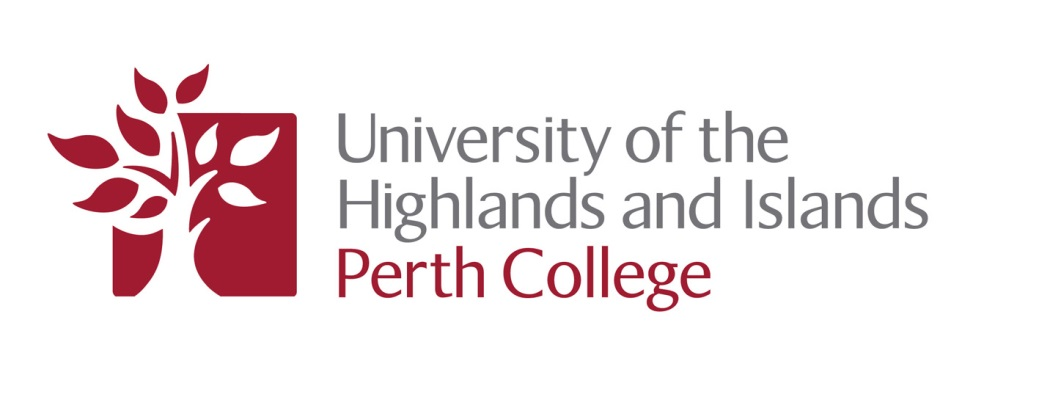 University of the
Highlands and Islands
Perth College